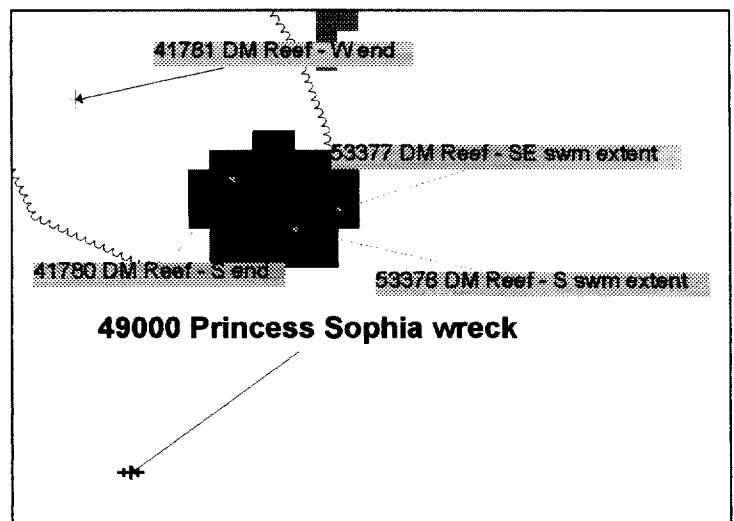 41781 DM Reef - W end
53377 DM Reef - SE swm extent
41780 DM Reef - S end
53376 DM Reef - S swm extent
49000 Princess Sophia wreck